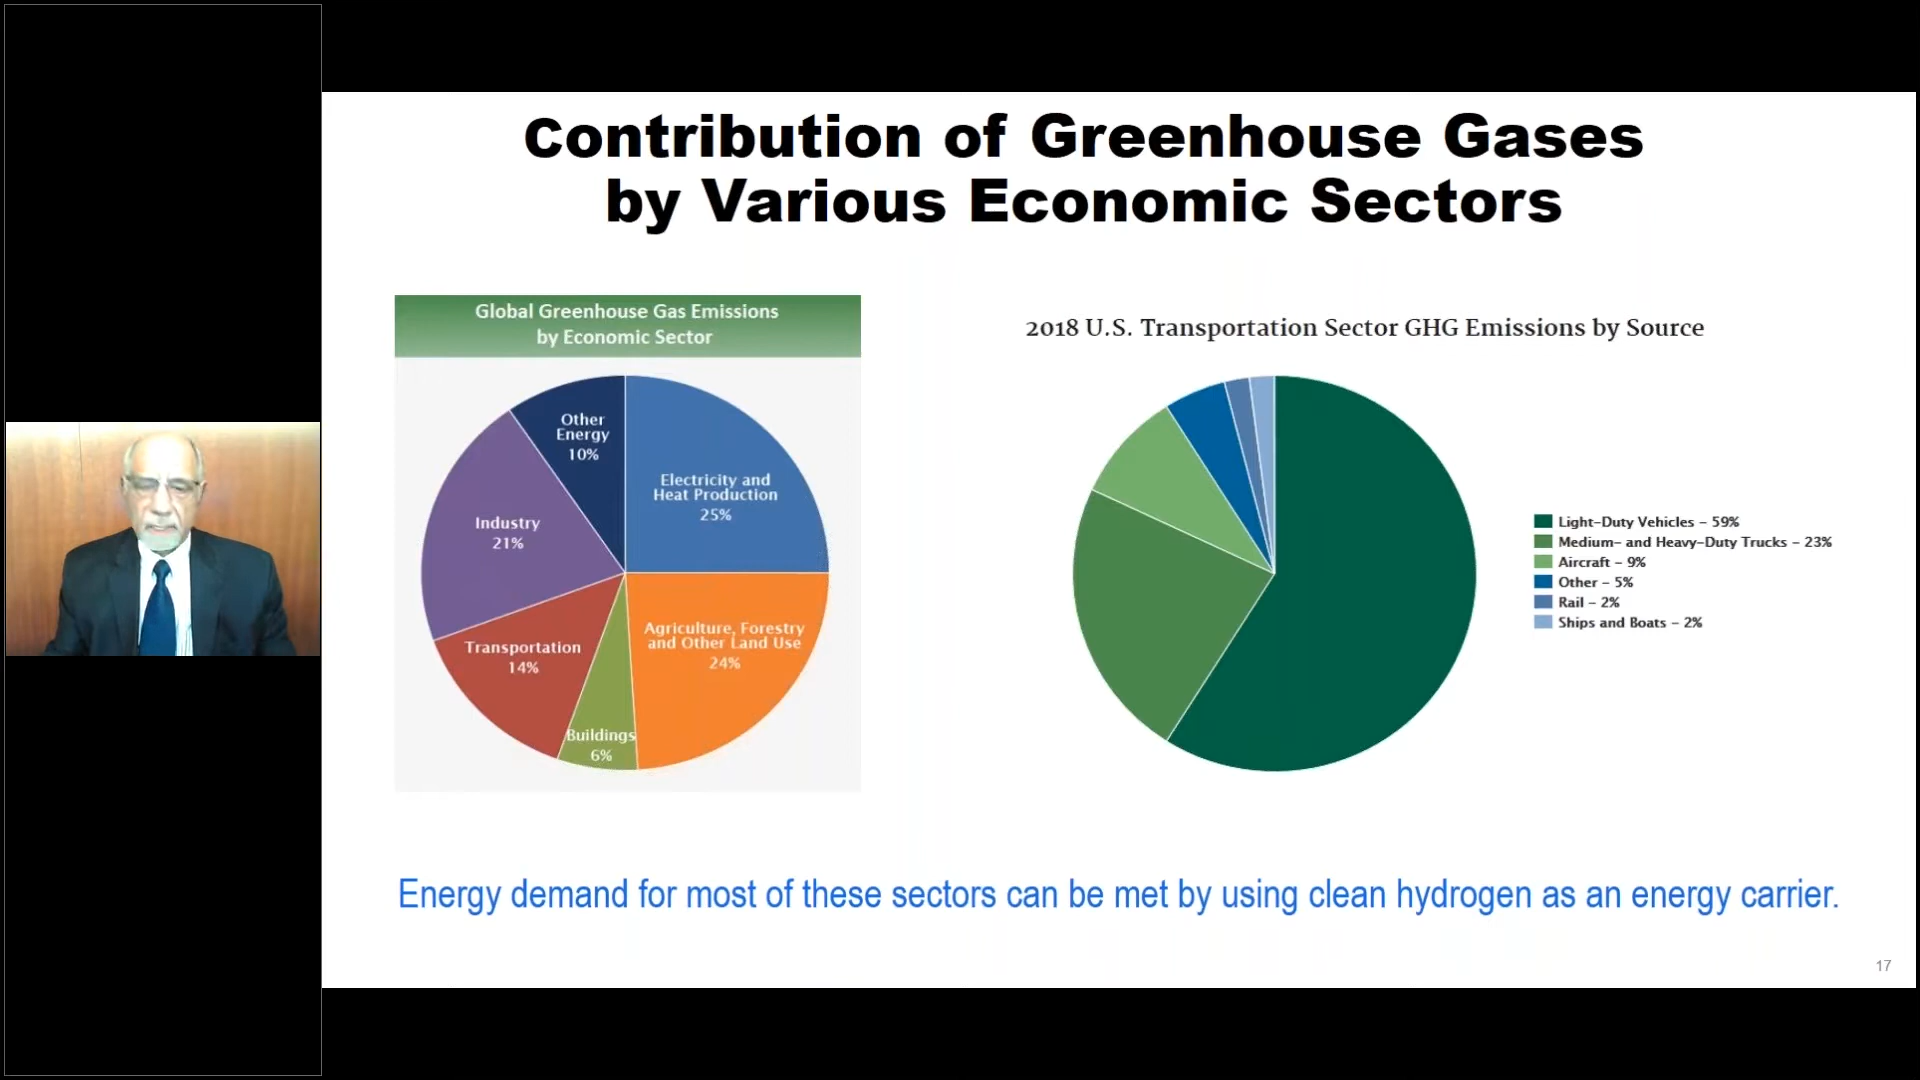 Contribution of Greenhouse Gases
by Various Economic Sectors
Global Greenhouse Gas Emissions
by Economic Sector
Other
Energy
10%
Electricity and
Heat Production
25%
Industry
21%
Transportation
14%
Agriculture, Forestry
and Other Land Use
24%
Buildings
6%
2018 U.S. Transportation Sector GHG Emissions by Source
Light-Duty Vehicles – 59%
Medium- and Heavy-Duty Trucks – 23%
Aircraft – 9%
Other – 5%
Rail – 2%
Ships and Boats – 2%
Energy demand for most of these sectors can be met by using clean hydrogen as an energy carrier.
17